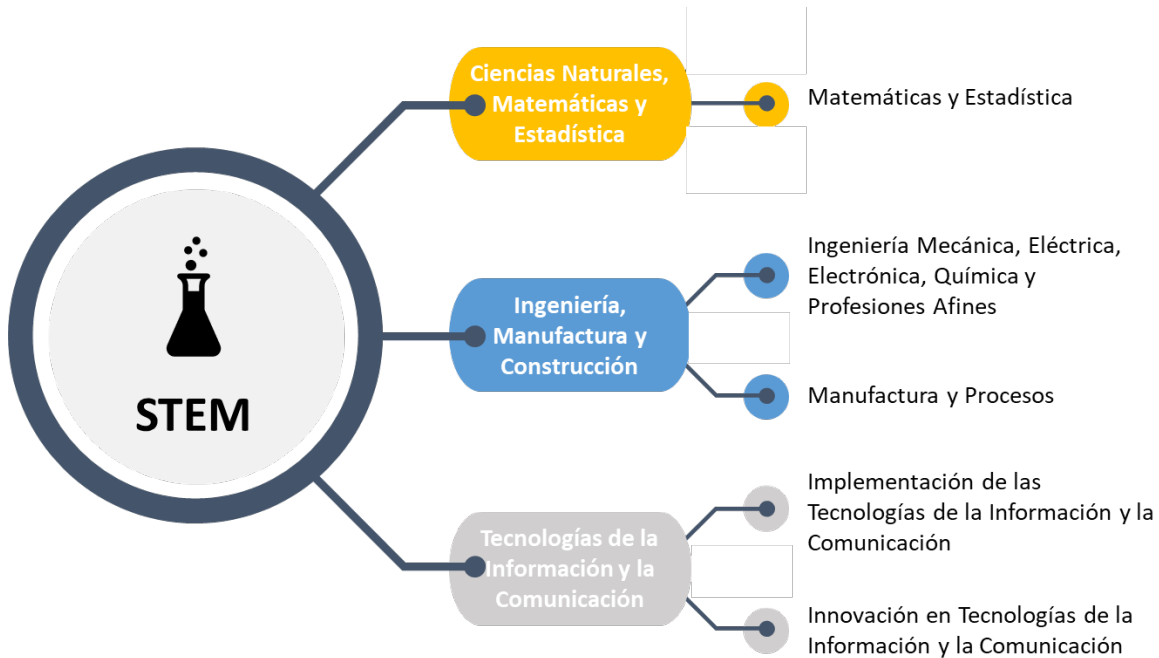 STEM
Ciencias Naturales,
Matemáticas y
Estadística
Matemáticas y Estadística
Ingeniería,
Manufactura y
Construcción
Ingeniería Mecánica, Eléctrica,
Electrónica, Química y
Profesiones Afines
Manufactura y Procesos
Tecnologías de la
Información y la
Comunicación
Implementación de las
Tecnologías de la Información y la
Comunicación
Innovación en Tecnologías de la
Información y la Comunicación